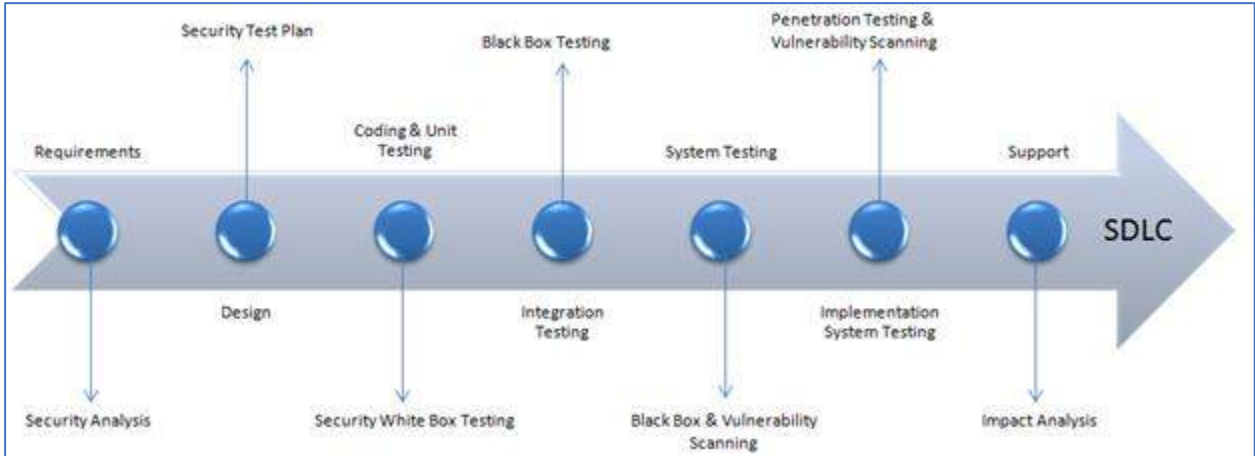 Security Test Plan
Black Box Testing
Penetration Testing &
Vulnerability Scanning
Requirements
Coding & Unit
Testing
System Testing
Support
SDLC
Design
Integration
Testing
Implementation
System Testing
Security Analysis
Security White Box Testing
Black Box & Vulnerability
Scanning
Impact Analysis